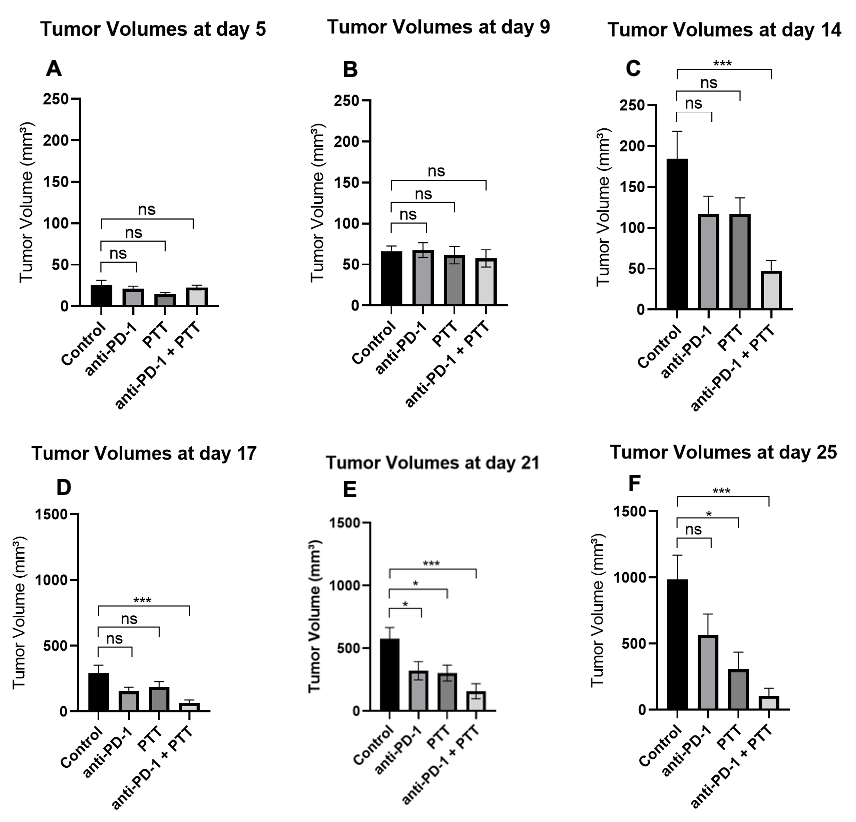 Tumor Volumes at day 5
A
Tumor Volume (mm³)
250
200
150
100
50
0
ns
ns
ns
Control
anti-PD-1
PTT
anti-PD-1 + PTT
Tumor Volumes at day 9
B
Tumor Volume (mm³)
250
200
150
100
50
0
ns
ns
ns
Control
anti-PD-1
PTT
anti-PD-1 + PTT
Tumor Volumes at day 14
C
Tumor Volume (mm³)
250
200
150
100
50
0
***
ns
ns
Control
anti-PD-1
PTT
anti-PD-1 + PTT
Tumor Volumes at day 17
D
Tumor Volume (mm³)
1500
1000
500
0
***
ns
ns
Control
anti-PD-1
PTT
anti-PD-1 + PTT
Tumor Volumes at day 21
E
Tumor Volume (mm³)
1500
1000
500
0
***
*
*
Control
anti-PD-1
PTT
anti-PD-1 + PTT
Tumor Volumes at day 25
F
Tumor Volume (mm³)
1500
1000
500
0
***
*
ns
Control
anti-PD-1
PTT
anti-PD-1 + PTT